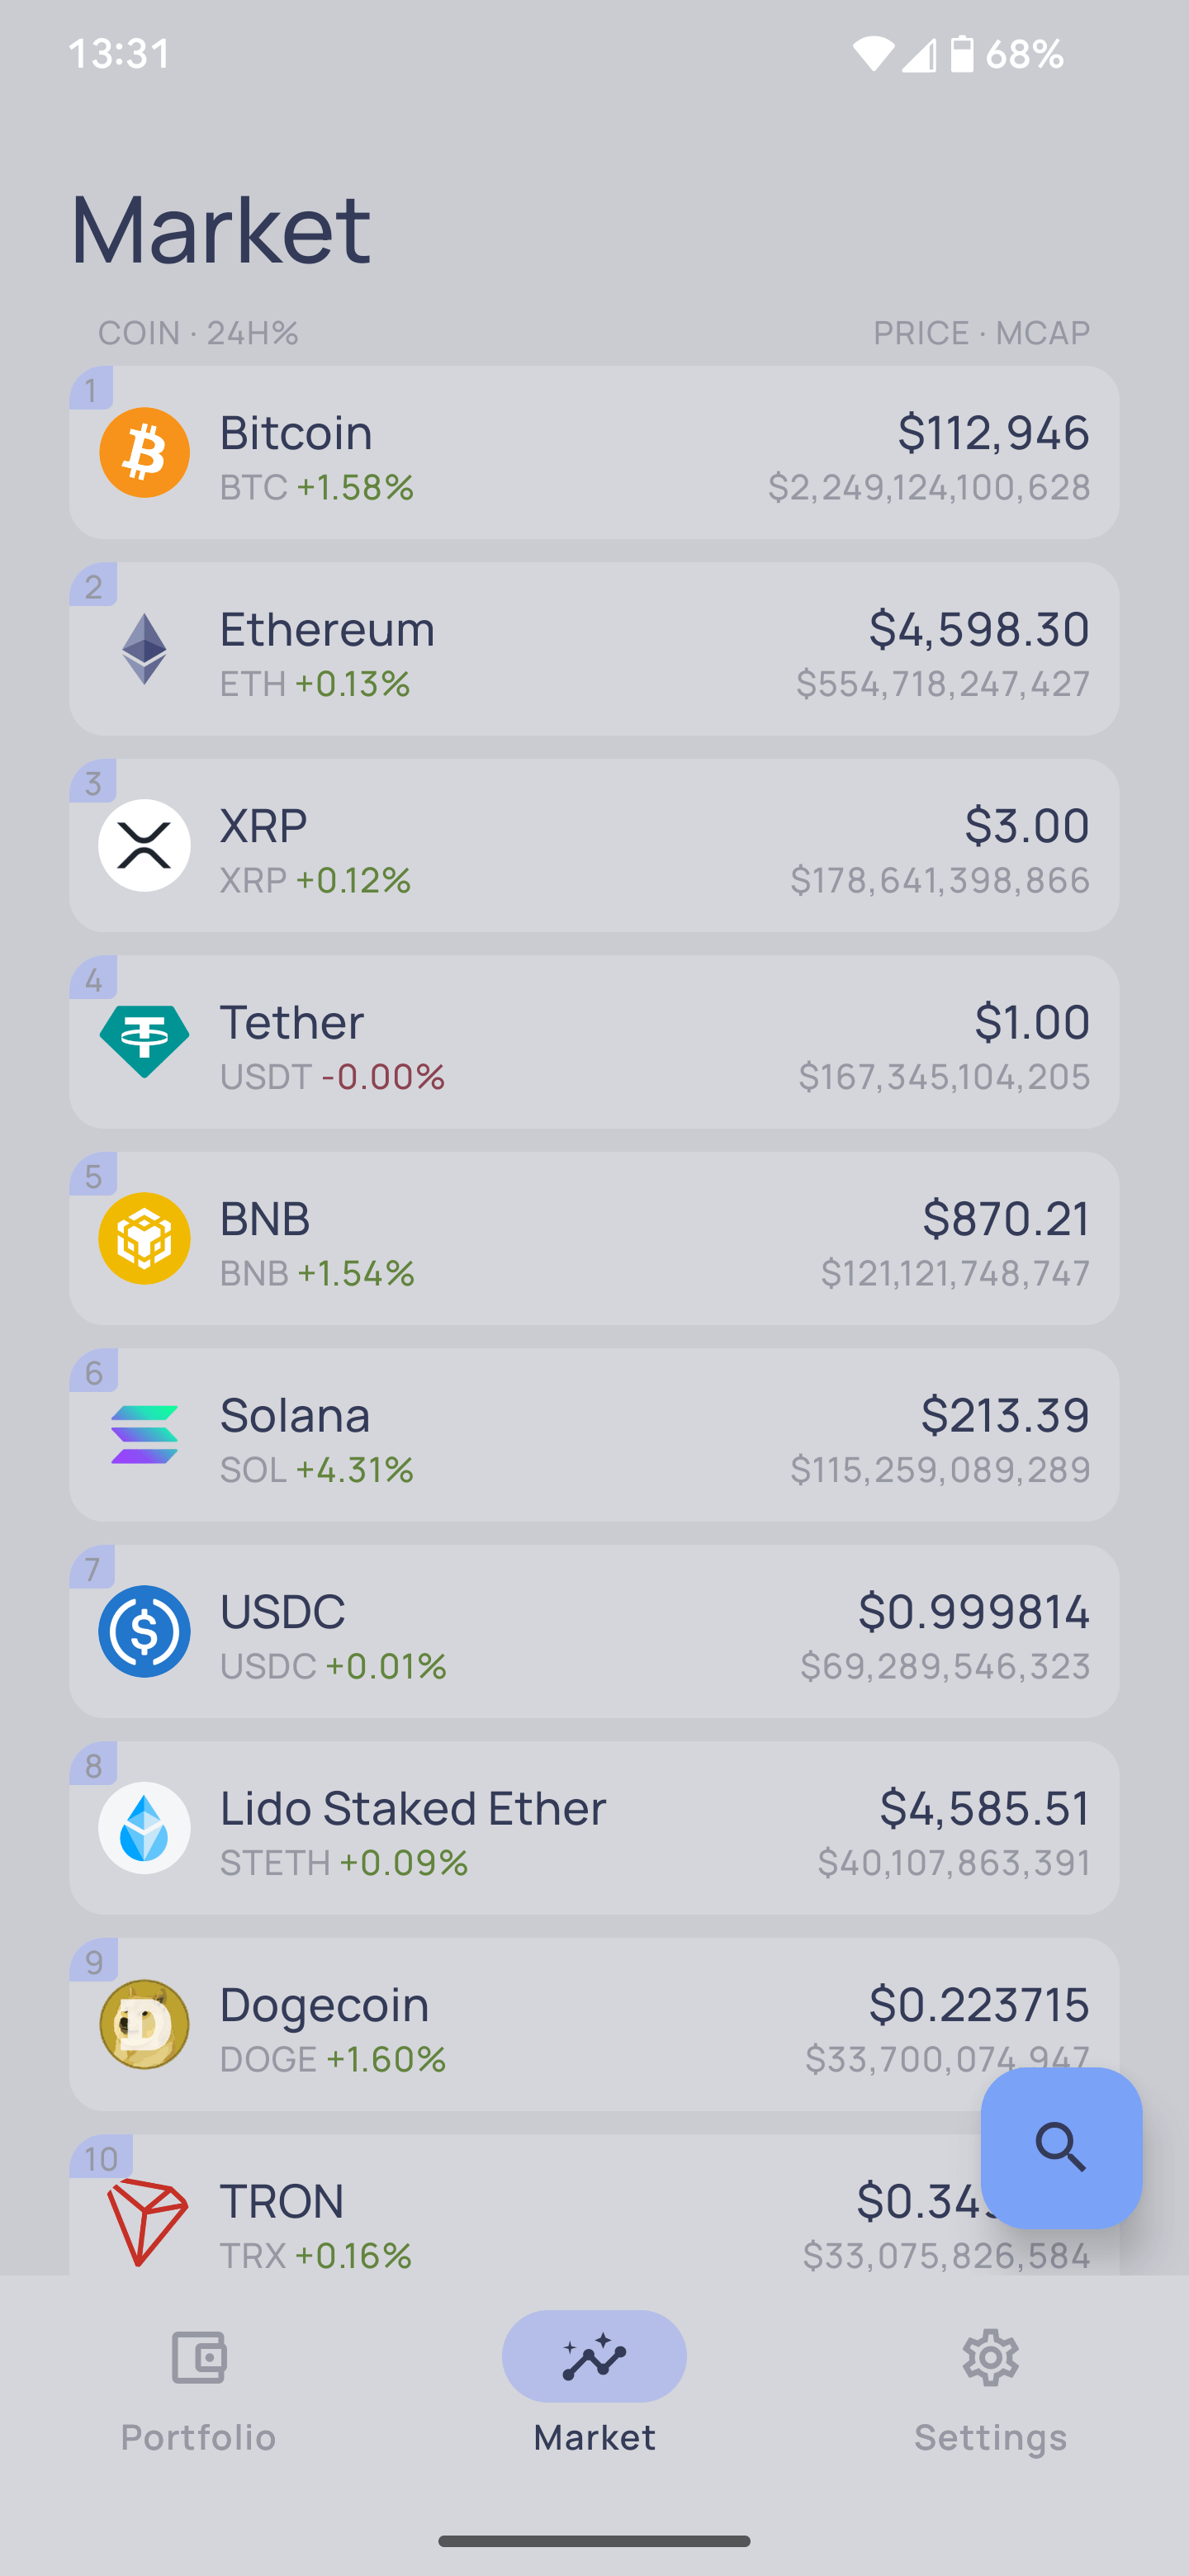 13:31 68%
Market
COIN · 24H% PRICE · MCAP
1
Bitcoin $112,946
BTC +1.58% $2,249,124,100,628
2
Ethereum $4,598.30
ETH +0.13% $554,718,247,427
3
XRP $3.00
XRP +0.12% $178,641,398,866
4
Tether $1.00
USDT -0.00% $167,345,104,205
5
BNB $870.21
BNB +1.54% $121,121,748,747
6
Solana $213.39
SOL +4.31% $115,259,089,289
7
USDC $0.999814
USDC +0.01% $69,289,546,323
8
Lido Staked Ether $4,585.51
STETH +0.09% $40,107,863,391
9
Dogecoin $0.223715
DOGE +1.60% $33,700,074,947
10
TRON
TRX +0.16% $33,075,826,584
Portfolio Market Settings